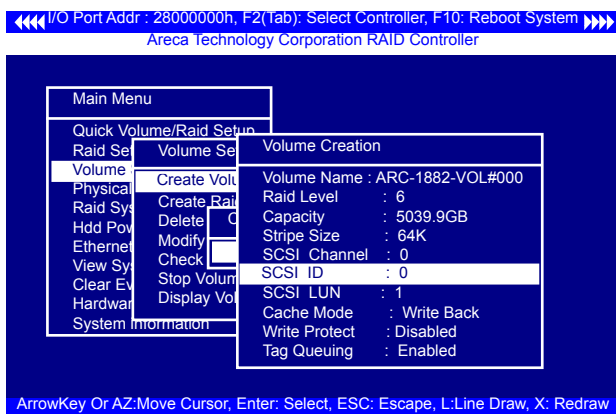 I/O Port Addr : 28000000h, F2(Tab): Select Controller, F10: Reboot System
Areca Technology Corporation RAID Controller
Main Menu
Quick Volume/Raid Setup
Raid Set
Volume
Physical
Raid Sys
Hdd Pow
Ethernet
View Sys
Clear Ev
Hardwar
System Information
Volume Se
Create Volu
Create Rai
Delete
Modify
Check
Stop Volum
Display Vol
C
Volume Creation
Volume Name : ARC-1882-VOL#000
Raid Level : 6
Capacity : 5039.9GB
Stripe Size : 64K
SCSI Channel : 0
SCSI ID : 0
SCSI LUN : 1
Cache Mode : Write Back
Write Protect : Disabled
Tag Queuing : Enabled
ArrowKey Or AZ:Move Cursor, Enter: Select, ESC: Escape, L:Line Draw, X: Redraw